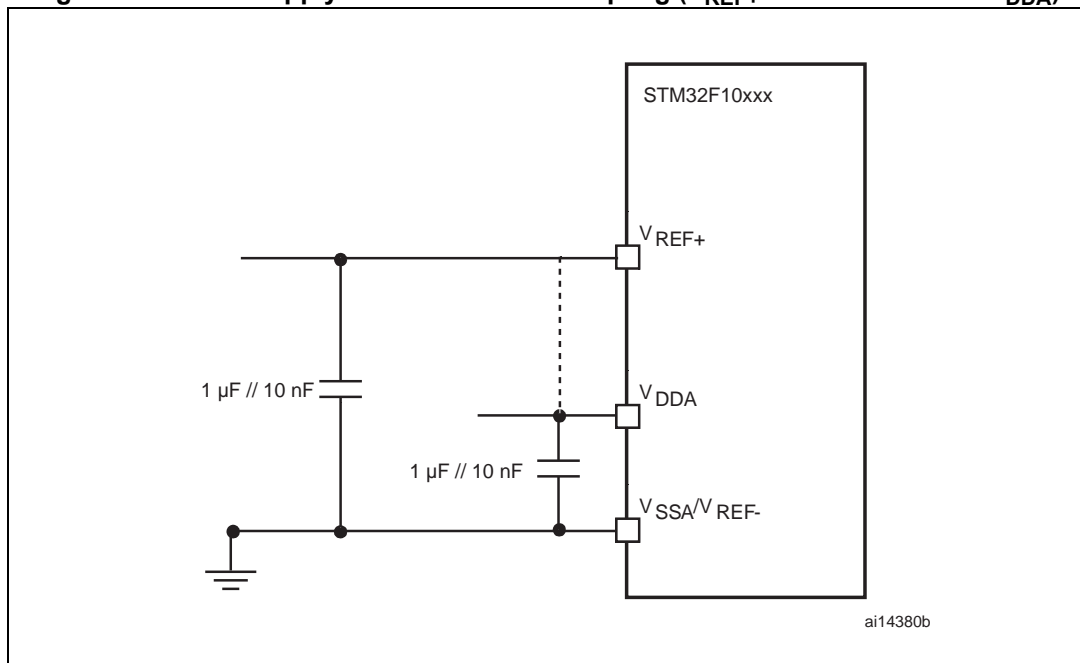 STM32F10xxx
VREF+
1 µF // 10 nF
VDDA
1 µF // 10 nF
VSSA/VREF-
ai14380b